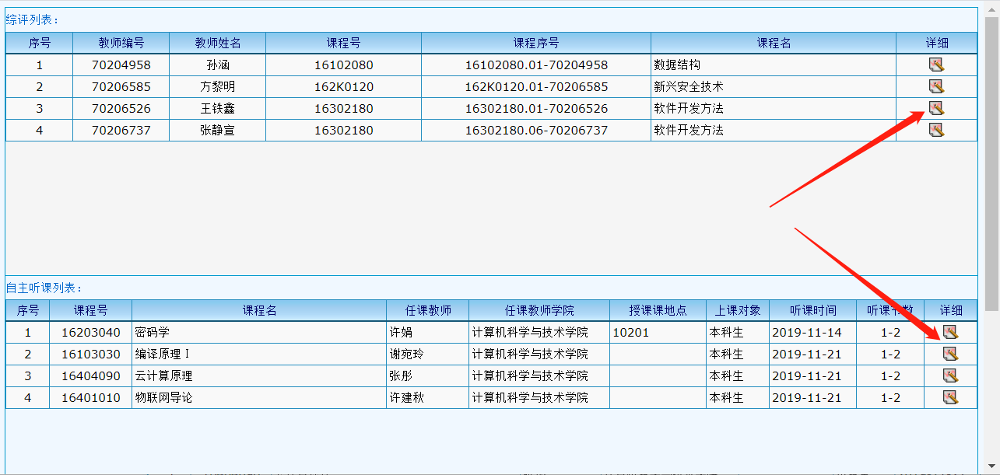 综评列表：
序号 教师编号 教师姓名 课程号 课程序号 课程名 详细
1 70204958 孙涵 16102080 16102080.01-70204958 数据结构
2 70206585 方黎明 162K0120 162K0120.01-70206585 新兴安全技术
3 70206526 王铁鑫 16302180 16302180.01-70206526 软件开发方法
4 70206737 张静宣 16302180 16302180.06-70206737 软件开发方法
自主听课列表：
序号 课程号 课程名 任课教师 任课教师学院 授课课地点 上课对象 听课时间 听课节数 详细
1 16203040 密码学 许娟 计算机科学与技术学院 10201 本科生 2019-11-14 1-2
2 16103030 编译原理Ⅰ 谢宛玲 计算机科学与技术学院 本科生 2019-11-21 1-2
3 16404090 云计算原理 张彤 计算机科学与技术学院 本科生 2019-11-21 1-2
4 16401010 物联网导论 许建秋 计算机科学与技术学院 本科生 2019-11-21 1-2